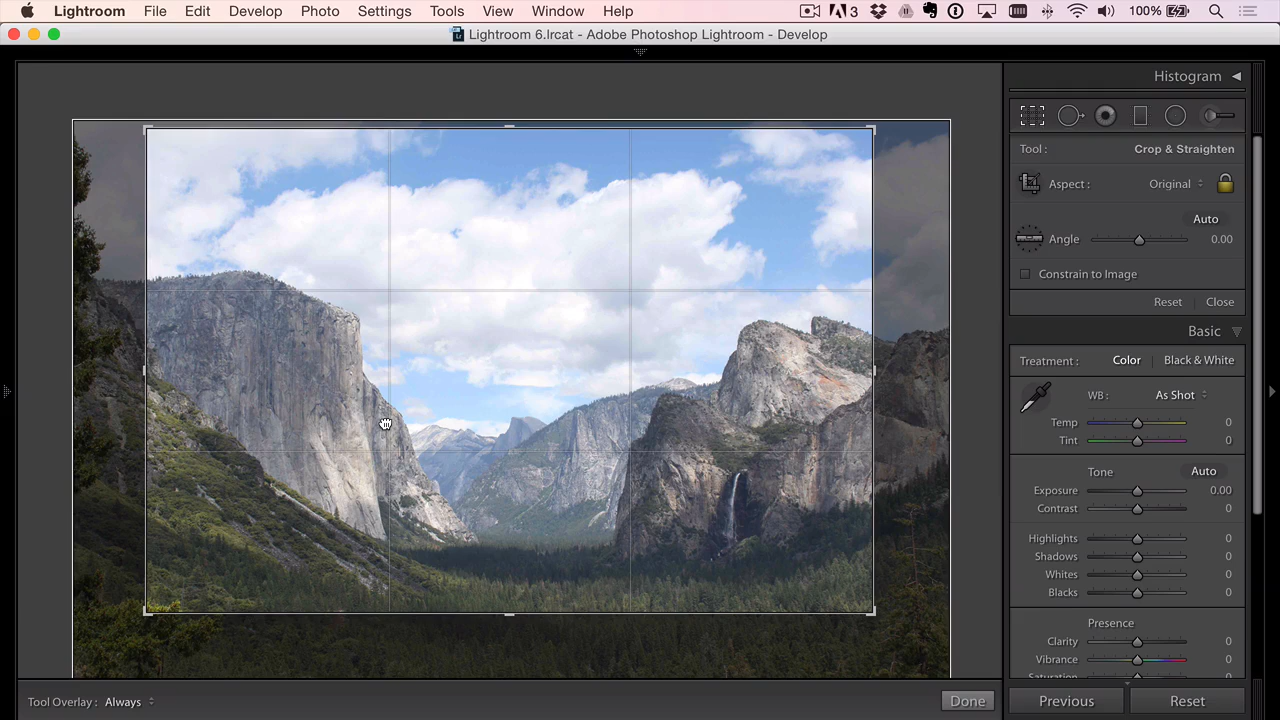 Lightroom File Edit Develop Photo Settings Tools View Window Help 3 100%
Lightroom 6.lrcat - Adobe Photoshop Lightroom - Develop
Histogram
Tool : Crop & Straighten
Aspect : Original
Auto
Angle 0.00
Constrain to Image
Reset Close
Basic
Treatment : Color Black & White
WB : As Shot
Temp 0
Tint 0
Tone Auto
Exposure 0.00
Contrast 0
Highlights 0
Shadows 0
Whites 0
Blacks 0
Presence
Clarity 0
Vibrance 0
Saturation 0
Tool Overlay : Always Done Previous Reset